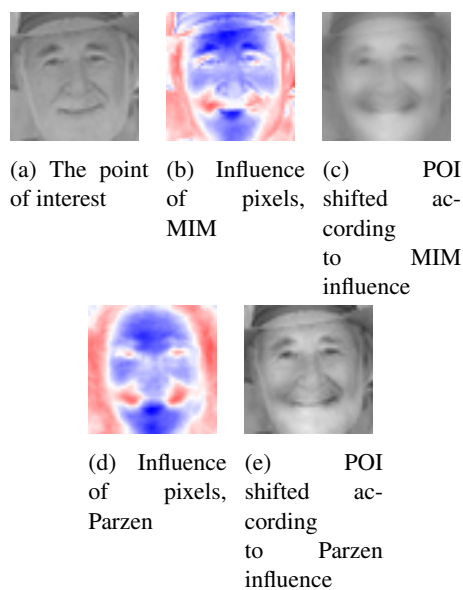 (a) The point
of interest
(b) Influence
of pixels,
MIM
(c) POI
shifted ac-
cording
to MIM
influence
(d) Influence
of pixels,
Parzen
(e) POI
shifted ac-
cording
to Parzen
influence